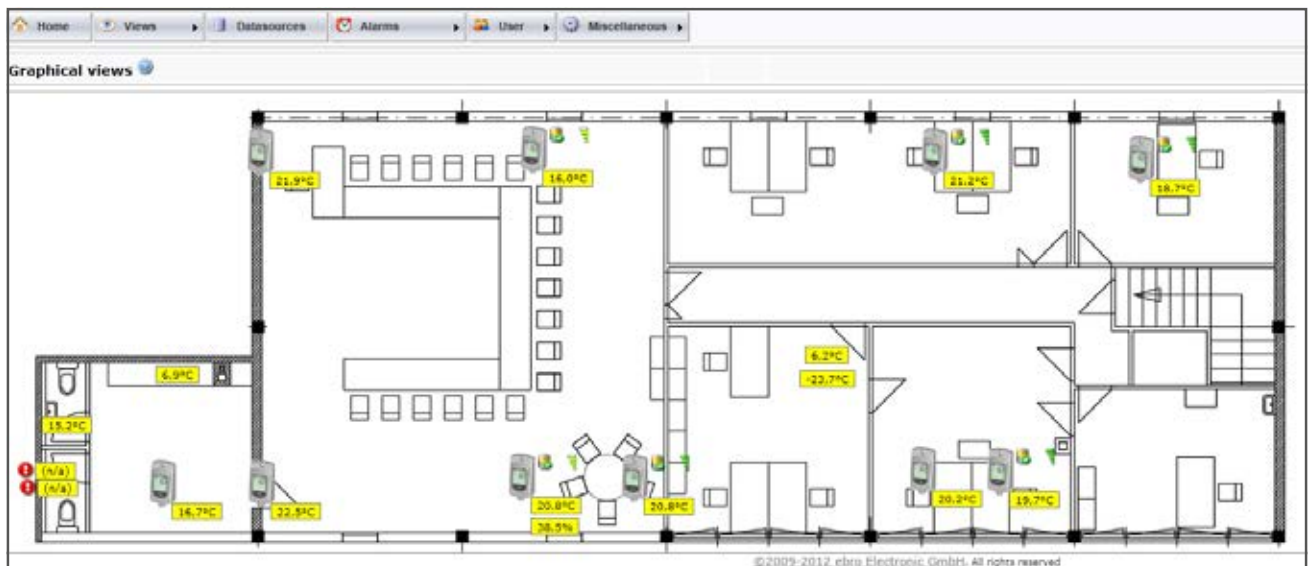 Home Views Datasources Alarms User Miscellaneous
Graphical views
21.9°C
16.0°C
21.2°C
18.7°C
6.2°C
-23.7°C
6.9°C
15.2°C
(n/a)
(n/a)
16.7°C
22.5°C
20.8°C
20.8°C
20.2°C
19.7°C
38.5%
©2009-2012 ebro Electronic GmbH. All rights reserved